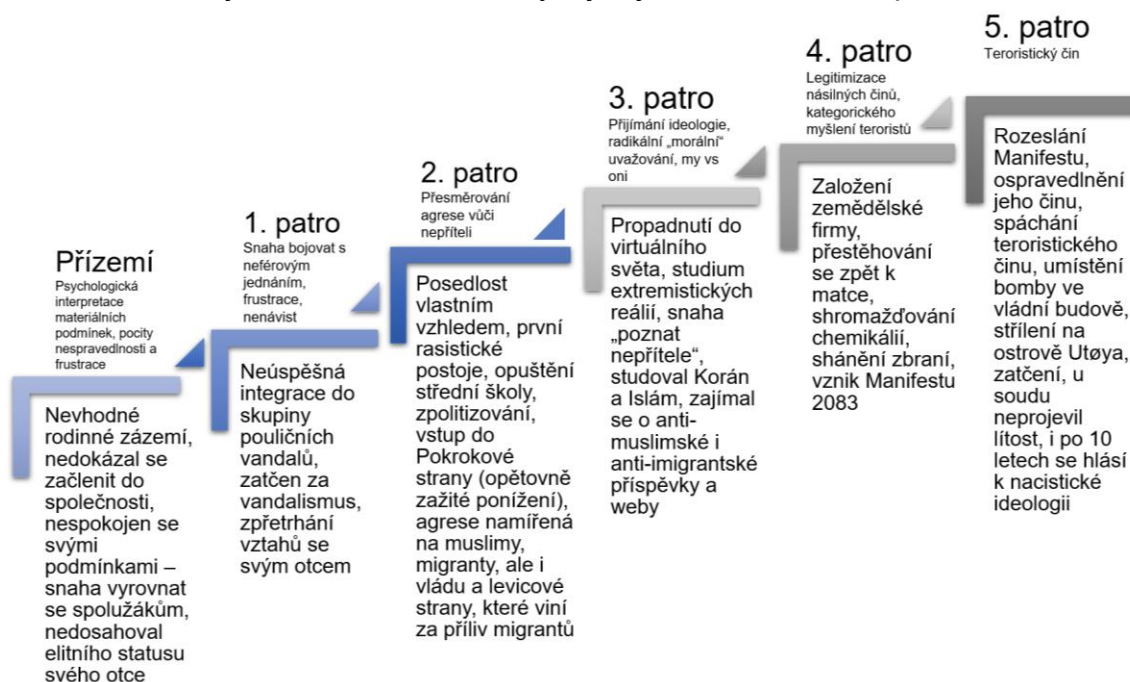 Přízemí
Psychologická
interpretace
materiálních
podmínek, pocity
nespravedlnosti a
frustrace
Nevhodné
rodinné zázemí,
nedokázal se
začlenit do
společnosti,
nespokojen se
svými
podmínkami –
snaha vyrovnat
se spolužákům,
nedosahoval
elitního statusu
svého otce
1. patro
Snaha bojovat s
neférovým
jednáním,
frustrace,
nenávist
Neúspěšná
integrace do
skupiny
pouličních
vandalů,
zatčen za
vandalismus,
zpřetrhání
vztahů se
svým otcem
2. patro
Přesměrování
agrese vůči
nepříteli
Posedlost
vlastním
vzhledem, první
rasistické
postoje, opuštění
střední školy,
zpolitizování,
vstup do
Pokrokové
strany (opětovně
zažité ponížení),
agrese namířená
na muslimy,
migranty, ale i
vládu a levicové
strany, které viní
za příliv migrantů
3. patro
Přijímání ideologie,
radikální „morální“
uvažování, my vs
oni
Propadnutí do
virtuálního
světa, studium
extremistických
reálií, snaha
„poznat
nepřítele“,
studoval Korán
a Islám, zajímal
se o anti-
muslimské i
anti-imigrantské
příspěvky a
weby
4. patro
Legitimizace
násilných činů,
kategorického
myšlení teroristů
Založení
zemědělské
firmy,
přestěhování
se zpět k
matce,
shromažďování
chemikálií,
shánění zbraní,
vznik Manifestu
2083
5. patro
Teroristický čin
Rozeslání
Manifestu,
ospravedlnění
jeho činu,
spáchání
teroristického
činu, umístění
bomby ve
vládní budově,
střílení na
ostrově Utøya,
zatčení, u
soudu
neprojevil
lítost, i po 10
letech se hlásí
k nacistické
ideologii